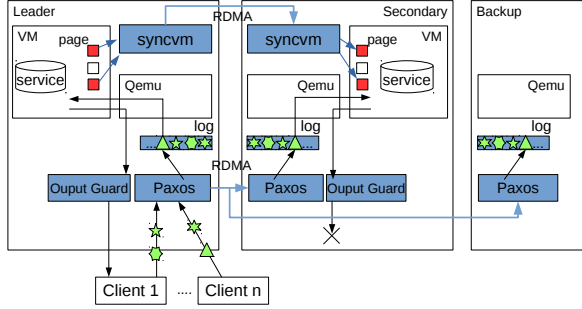 Leader
Secondary
Backup
RDMA
VM
page
syncvm
syncvm
page
VM
service
Qemu
Qemu
service
Qemu
log
log
log
...
...
...
RDMA
Ouput Guard
Paxos
Paxos
Ouput Guard
Paxos
Client 1
....
Client n